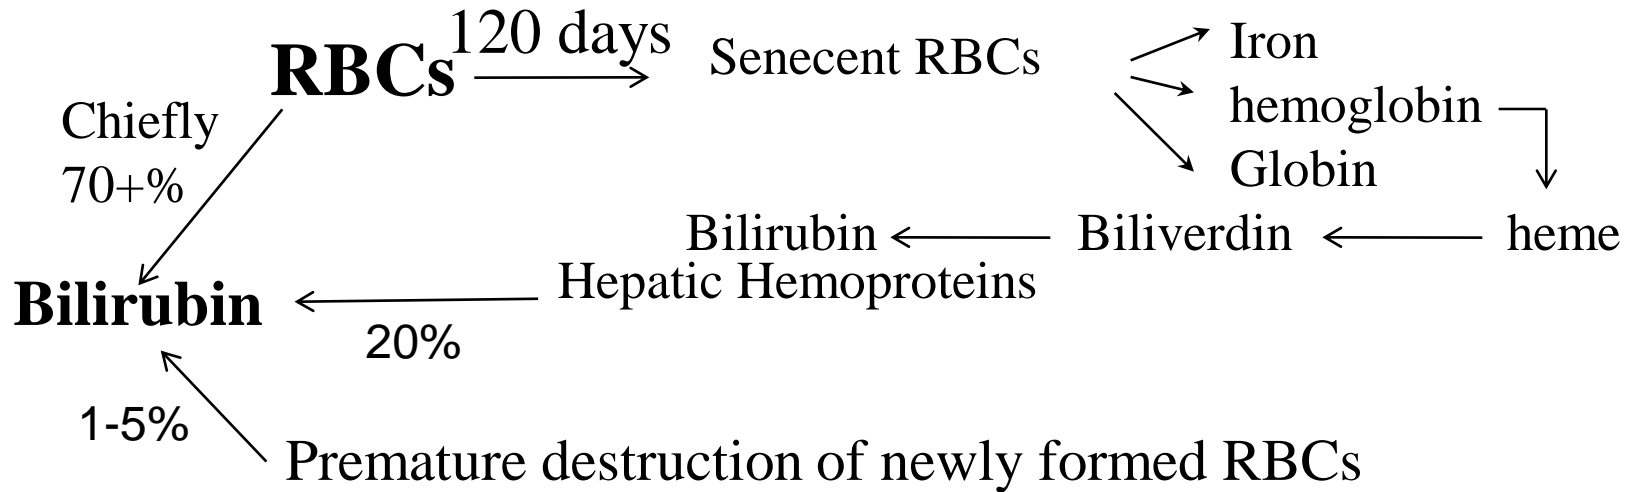 RBCs 120 days Senecent RBCs Iron
Chiefly hemoglobin
70+% Globin
Bilirubin Biliverdin heme
Hepatic Hemoproteins
Bilirubin
20%
1-5%
Premature destruction of newly formed RBCs